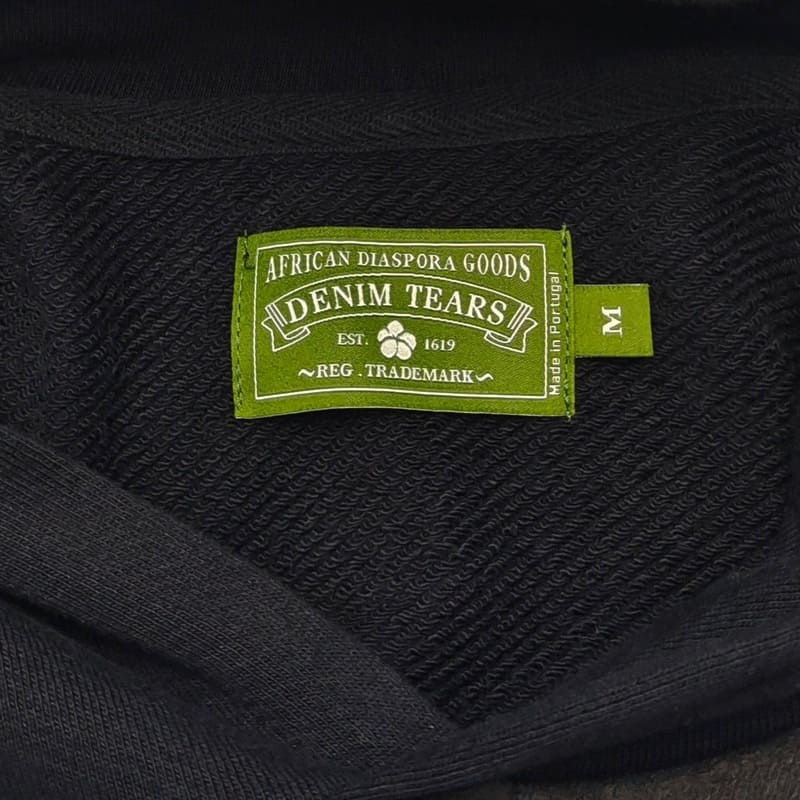 AFRICAN DIASPORA GOODS
DENIM TEARS
EST. 1619
~REG . TRADEMARK~
Made in Portugal
M